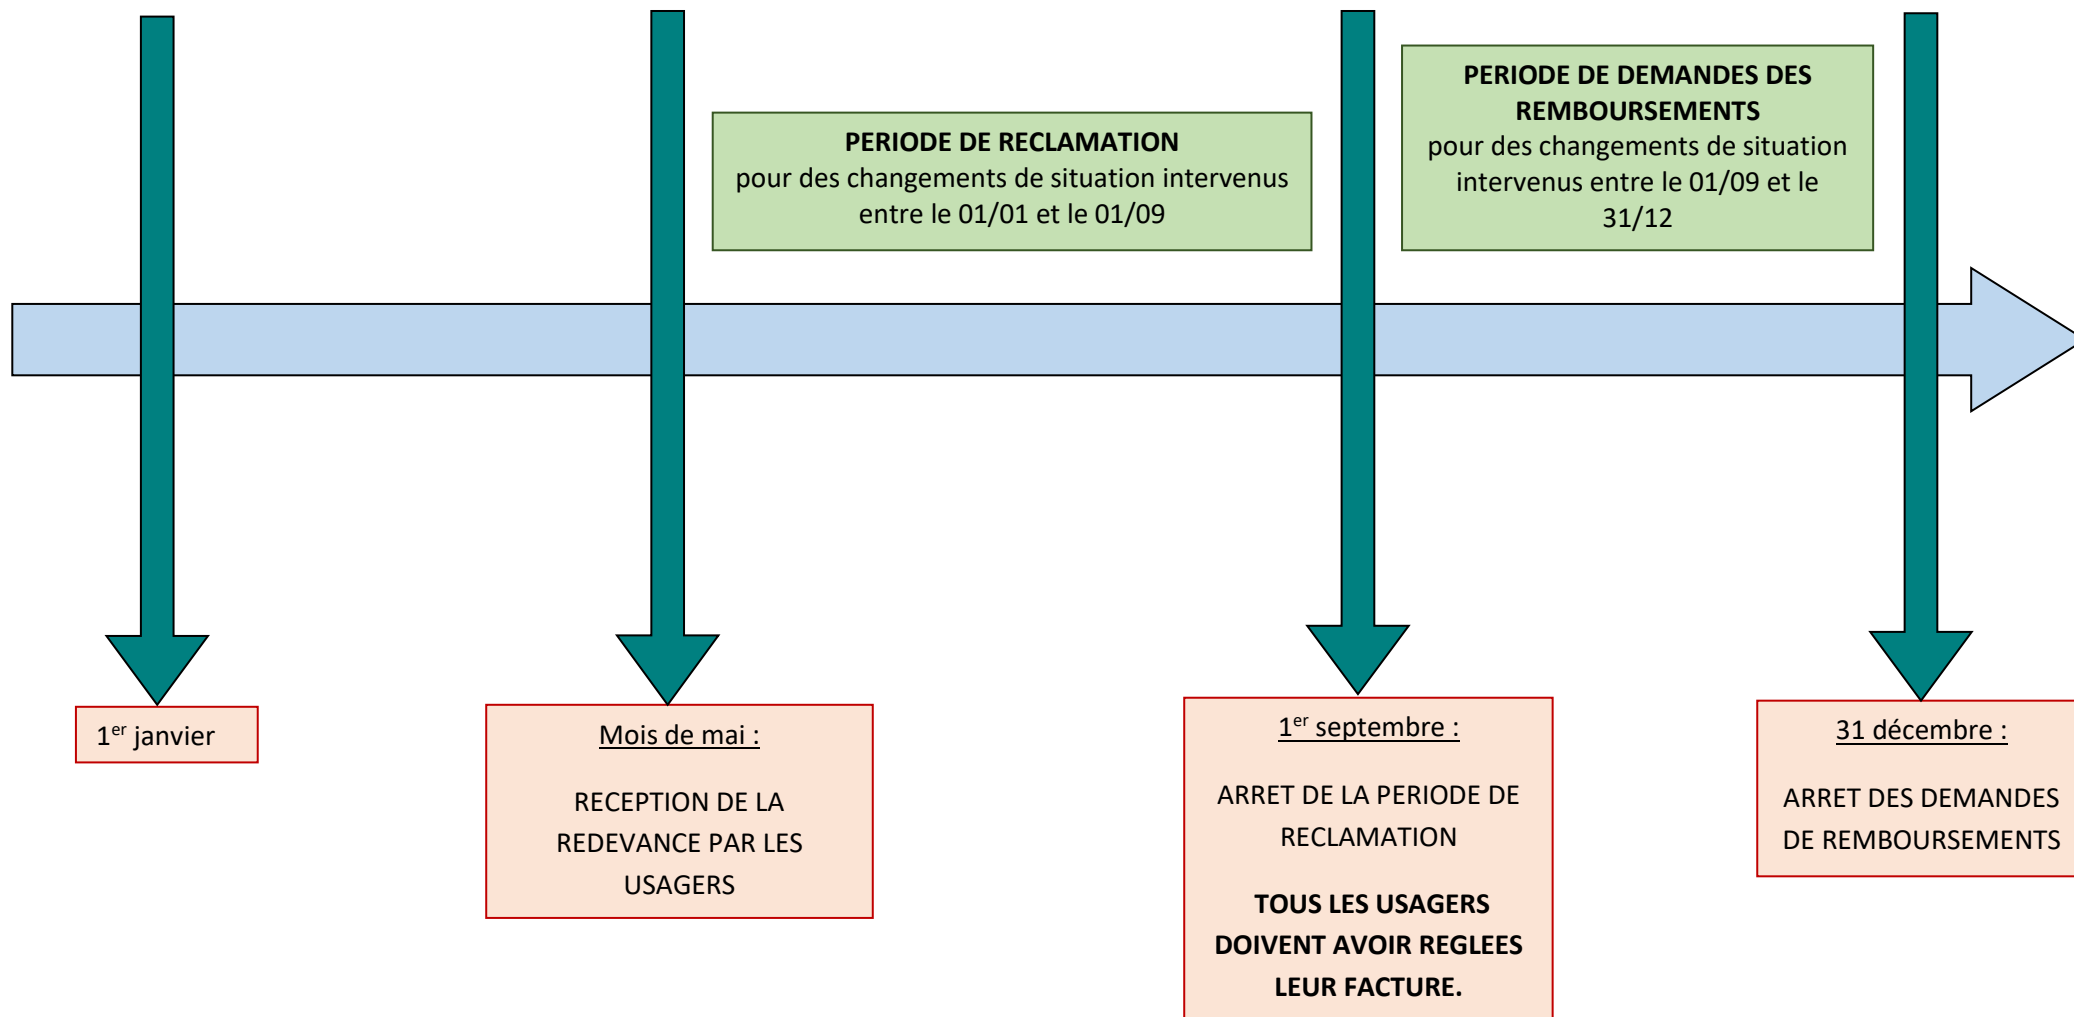 PERIODE DE RECLAMATION
pour des changements de situation intervenus
entre le 01/01 et le 01/09
PERIODE DE DEMANDES DES
REMBOURSEMENTS
pour des changements de situation
intervenus entre le 01/09 et le
31/12
1er janvier
Mois de mai :
RECEPTION DE LA
REDEVANCE PAR LES
USAGERS
1er septembre :
ARRET DE LA PERIODE DE
RECLAMATION
TOUS LES USAGERS
DOIVENT AVOIR REGLEES
LEUR FACTURE.
31 décembre :
ARRET DES DEMANDES
DE REMBOURSEMENTS